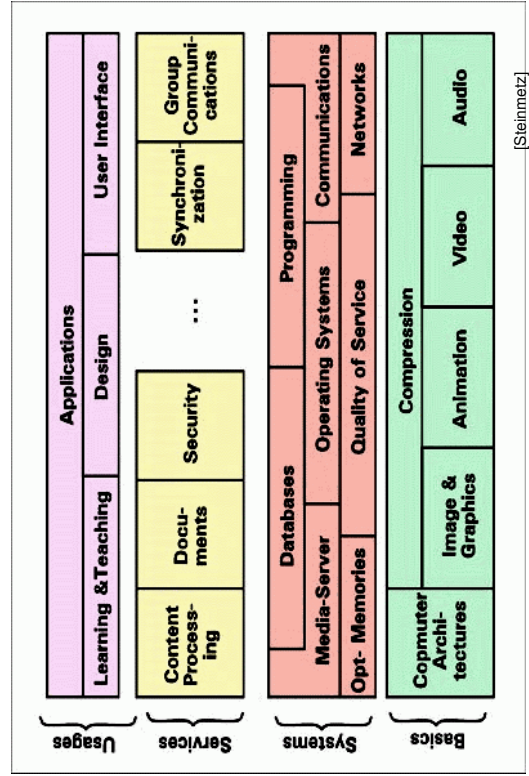 Usages
Applications
Learning &Teaching
Design
User Interface
Services
Content
Process-
ing
Docu-
ments
Security
...
Synchroni-
zation
Group
Communi-
cations
Systems
Databases
Programming
Media-Server
Operating Systems
Communications
Opt- Memories
Quality of Service
Networks
Basics
Copmuter
Archi-
tectures
Compression
Image &
Graphics
Animation
Video
Audio
[Steinmetz]